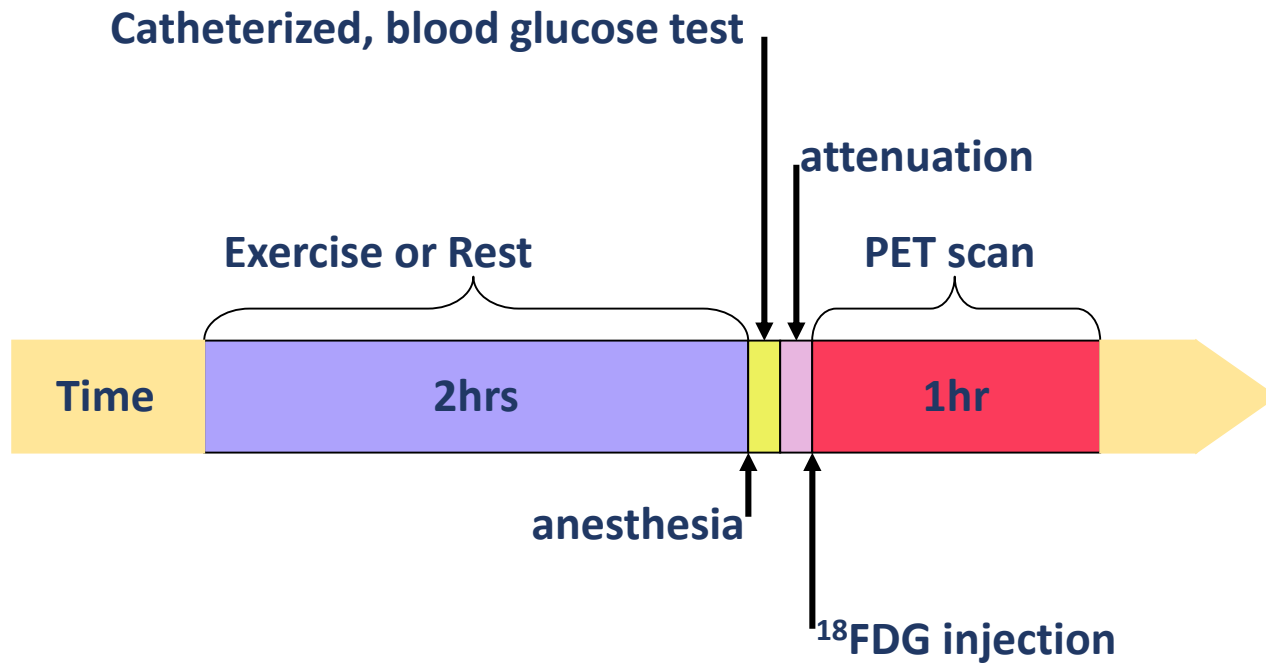 Catheterized, blood glucose test
attenuation
Exercise or Rest
PET scan
Time
2hrs
1hr
anesthesia
¹⁸FDG injection